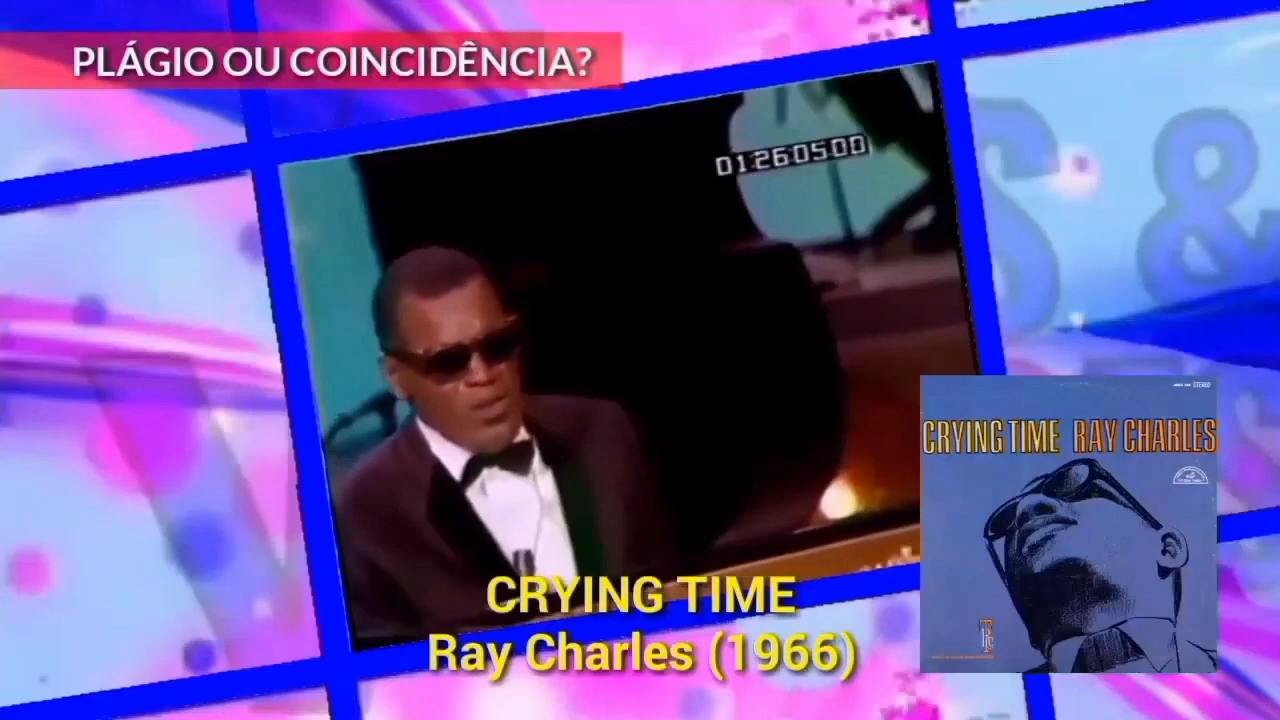 PLÁGIO OU COINCIDÊNCIA?
01:26:05:00
S &
STEREO
CRYING TIME RAY CHARLES
CRYING TIME
Ray Charles (1966)